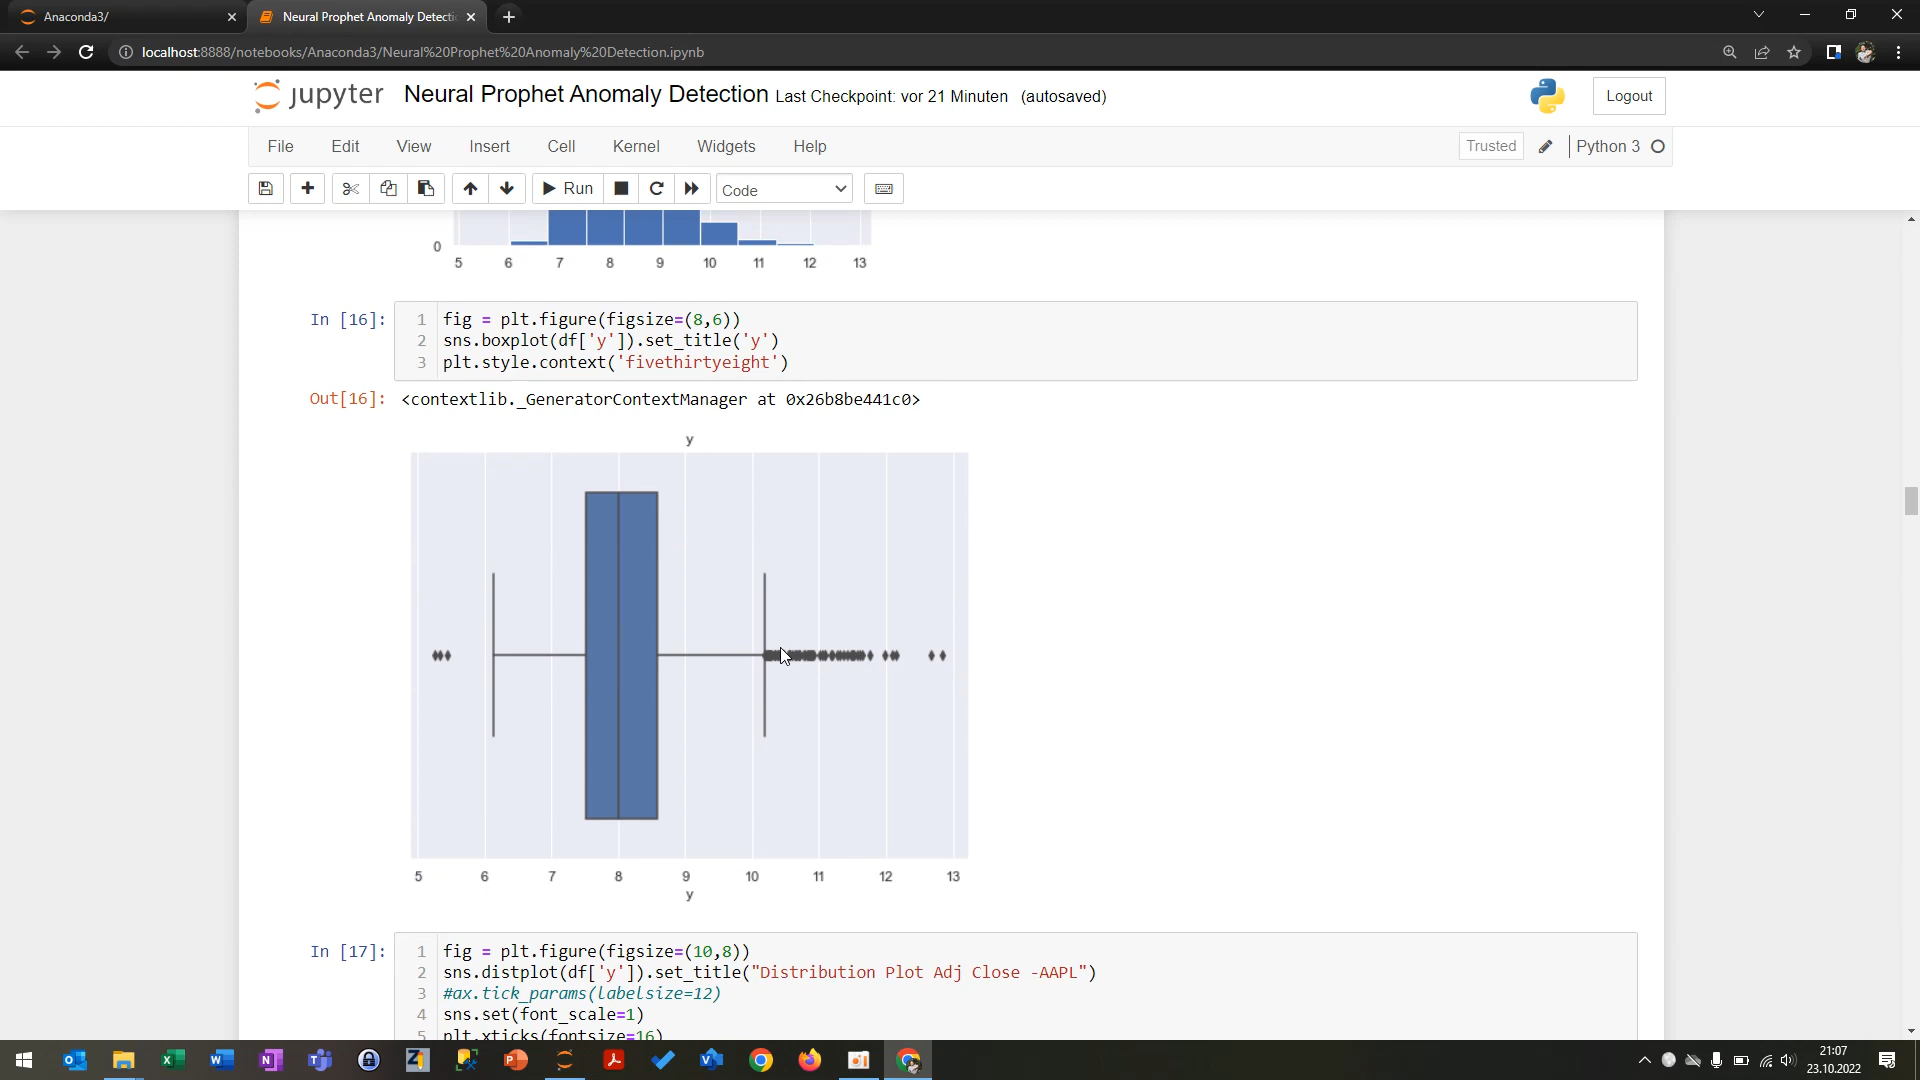 Anaconda3/
Neural Prophet Anomaly Detecti
localhost:8888/notebooks/Anaconda3/Neural%20Prophet%20Anomaly%20Detection.ipynb
jupyter Neural Prophet Anomaly Detection Last Checkpoint: vor 21 Minuten (autosaved)
Logout
File Edit View Insert Cell Kernel Widgets Help
Trusted Python 3
Run Code
0
5 6 7 8 9 10 11 12 13
In [16]:
1 fig = plt.figure(figsize=(8,6))
2 sns.boxplot(df['y']).set_title('y')
3 plt.style.context('fivethirtyeight')
Out[16]: <contextlib._GeneratorContextManager at 0x26b8be441c0>
y
5 6 7 8 9 10 11 12 13
y
In [17]:
1 fig = plt.figure(figsize=(10,8))
2 sns.distplot(df['y']).set_title("Distribution Plot Adj Close -AAPL")
3 #ax.tick_params(labelsize=12)
4 sns.set(font_scale=1)
5 plt.xticks(fontsize=16)
21:07
23.10.2022